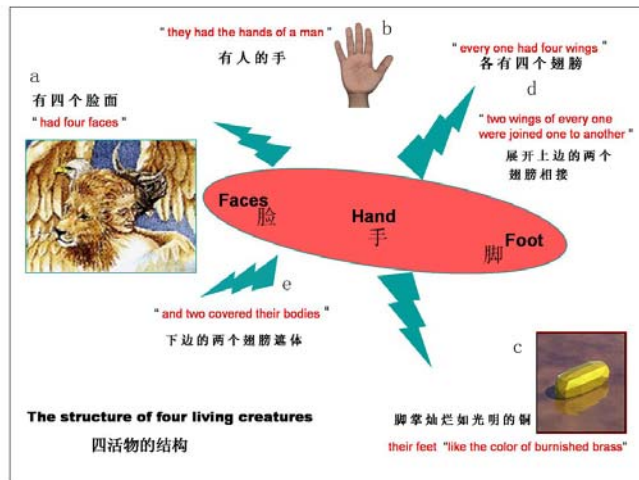 "they had the hands of a man"
b
有人的手
"every one had four wings"
各有四个翅膀
a
d
有四个脸面
"had four faces"
"two wings of every one
were joined one to another"
展开上边的两个
翅膀相接
Faces
脸
Hand
手
Foot
脚
e
"and two covered their bodies"
下边的两个翅膀遮体
c
The structure of four living creatures
四活物的结构
脚掌灿烂如光明的铜
their feet "like the color of burnished brass"